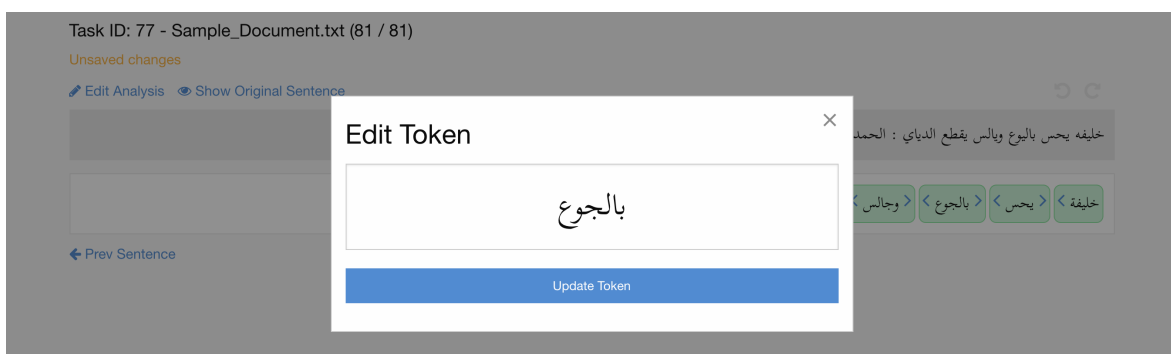 Task ID: 77 - Sample_Document.txt (81 / 81)
Unsaved changes
Edit Analysis Show Original Sentence
خليفه يحس باليوع ويالس يقطع الدياي : الحمد
Edit Token
×
بالجوع
Update Token
خليفة > < يحس > < بالجوع > < وجالس >
Prev Sentence